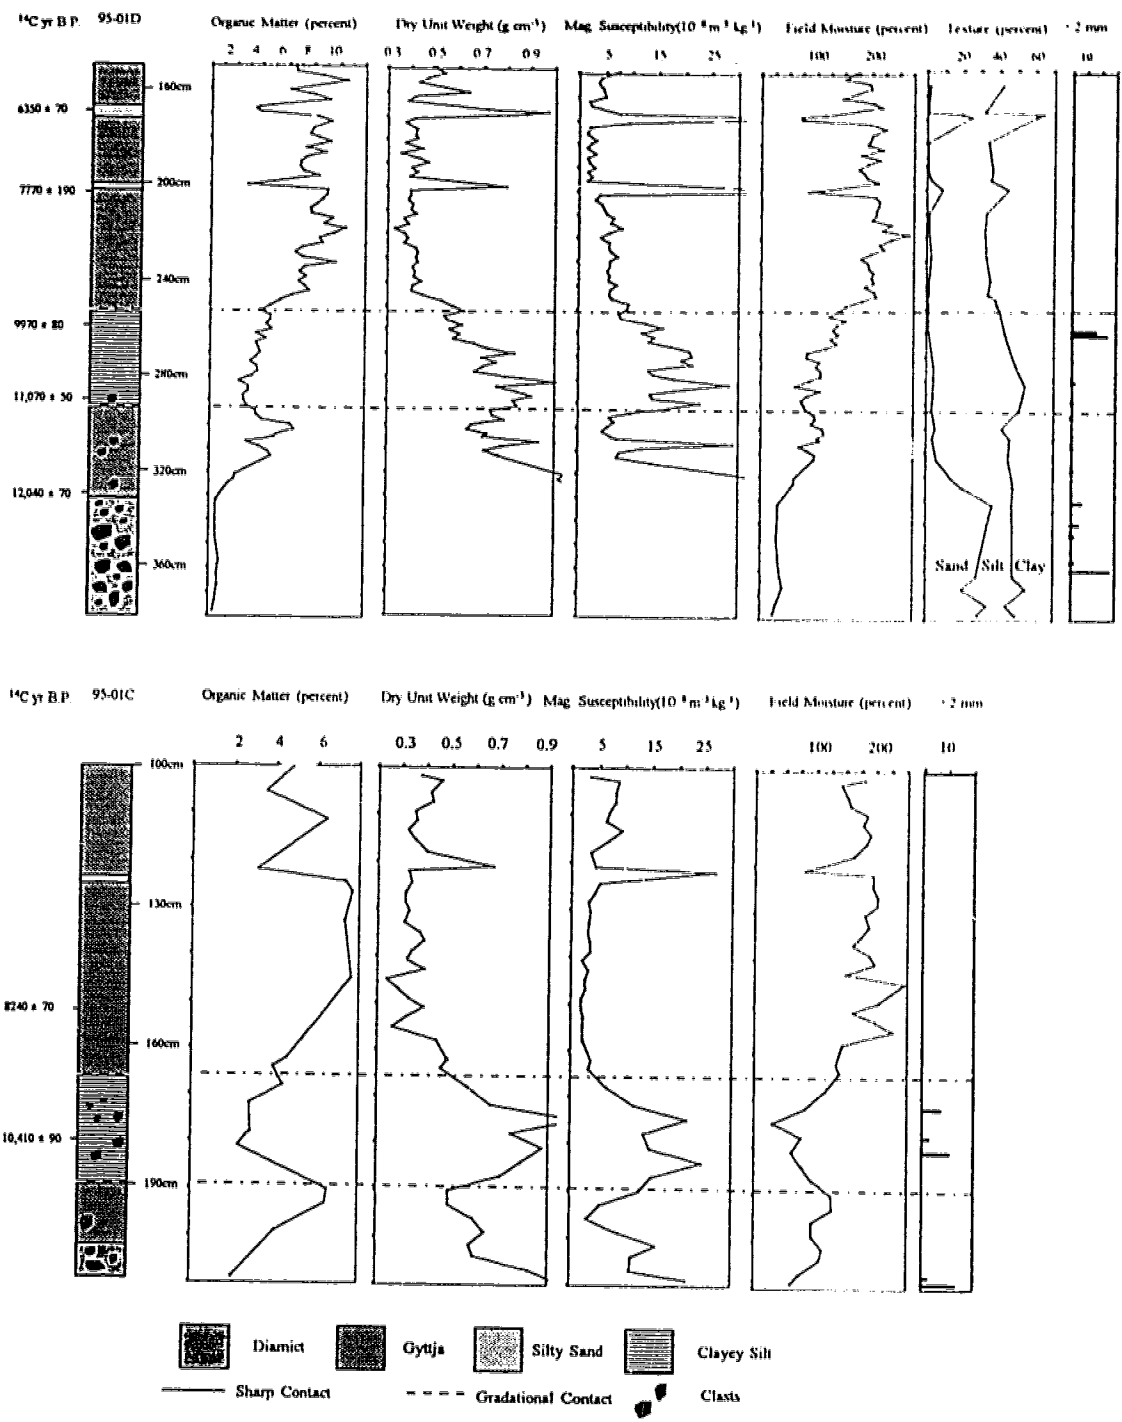 ¹⁴C yr B.P. 95-01D Organic Matter (percent) Dry Unit Weight (g cm⁻³) Mag. Susceptibility(10⁻⁸ m³ kg⁻¹) Field Moisture (percent) Texture (percent) 2 mm
2 4 6 8 10 0.3 0.5 0.7 0.9 5 15 25 100 200 20 40 60 10
160cm
6350 ± 70
200cm
7770 ± 190
240cm
9970 ± 80
280cm
11,070 ± 50
320cm
12,040 ± 70
360cm
Sand Silt Clay
¹⁴C yr B.P. 95-01C Organic Matter (percent) Dry Unit Weight (g cm⁻³) Mag. Susceptibility(10⁻⁸ m³ kg⁻¹) Field Moisture (percent) 2 mm
2 4 6 0.3 0.5 0.7 0.9 5 15 25 100 200 10
100cm
130cm
8240 ± 70
160cm
10,410 ± 90
190cm
Diamict Gyttja Silty Sand Clayey Silt
Sharp Contact Gradational Contact Clasts